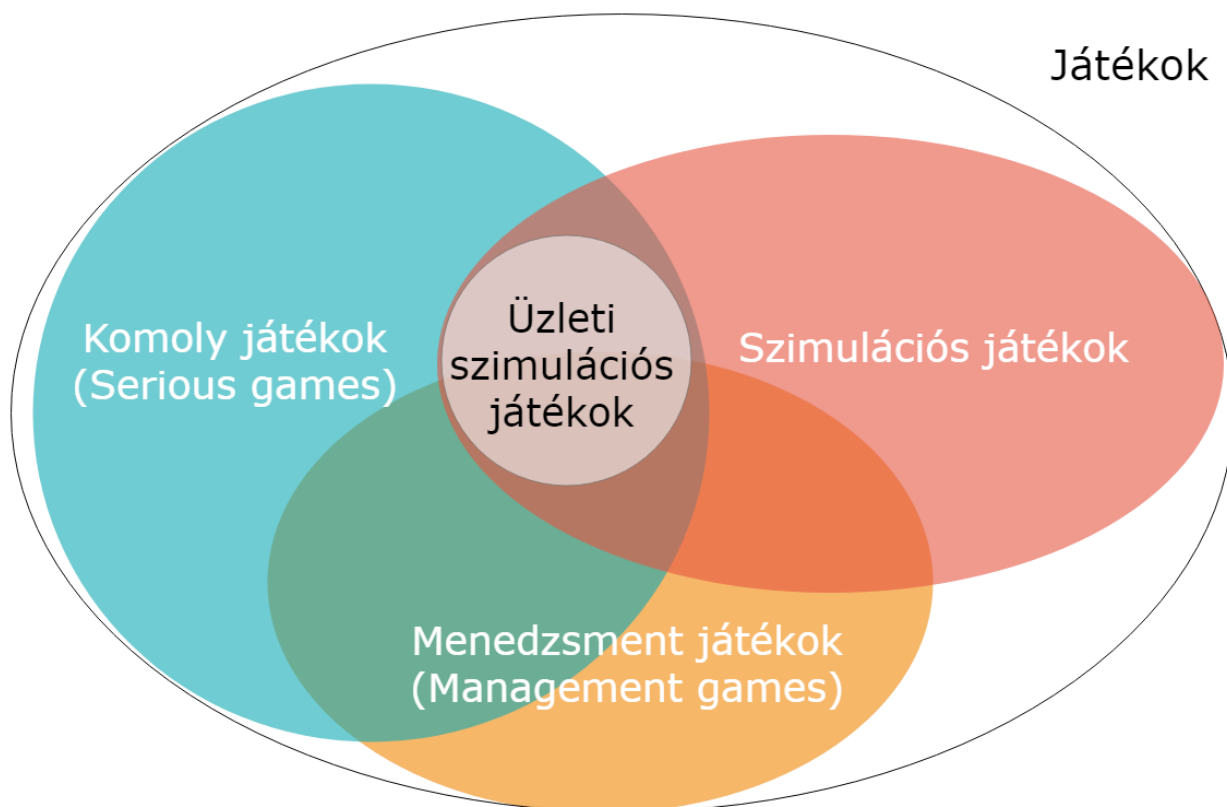 Játékok
Komoly játékok
(Serious games)
Üzleti
szimulációs
játékok
Szimulációs játékok
Menedzsment játékok
(Management games)